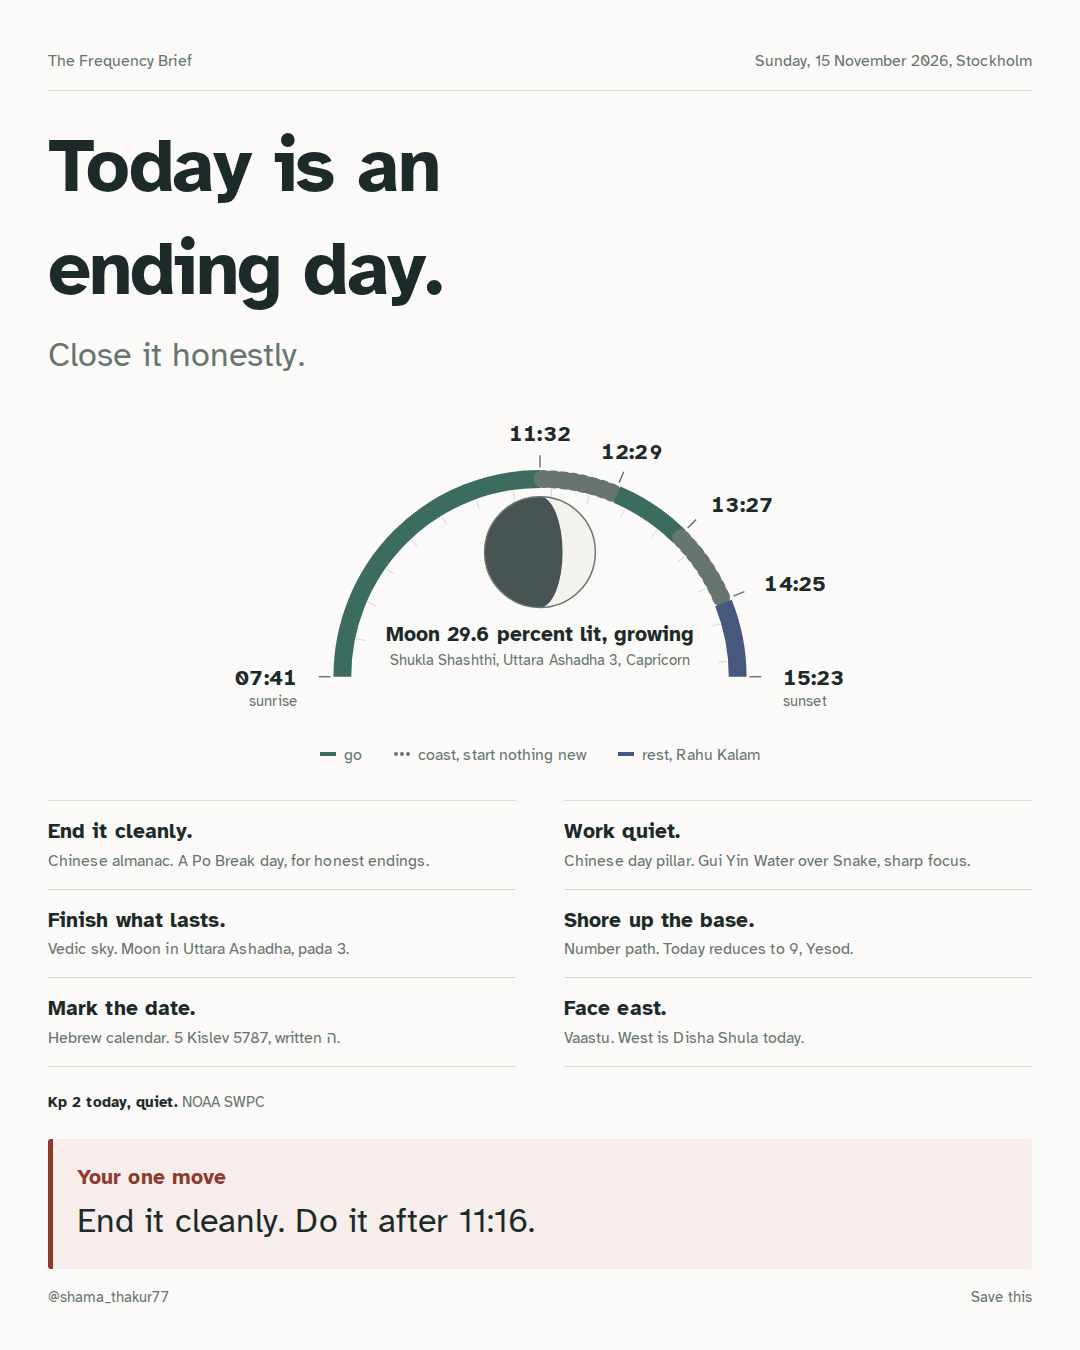 The Frequency Brief
Sunday, 15 November 2026, Stockholm
Today is an
ending day.
Close it honestly.
11:32
12:29
13:27
14:25
Moon 29.6 percent lit, growing
Shukla Shashthi, Uttara Ashadha 3, Capricorn
07:41
sunrise
15:23
sunset
go
coast, start nothing new
rest, Rahu Kalam
End it cleanly.
Chinese almanac. A Po Break day, for honest endings.
Work quiet.
Chinese day pillar. Gui Yin Water over Snake, sharp focus.
Finish what lasts.
Vedic sky. Moon in Uttara Ashadha, pada 3.
Shore up the base.
Number path. Today reduces to 9, Yesod.
Mark the date.
Hebrew calendar. 5 Kislev 5787, written ה.
Face east.
Vaastu. West is Disha Shula today.
Kp 2 today, quiet. NOAA SWPC
Your one move
End it cleanly. Do it after 11:16.
@shama_thakur77
Save this